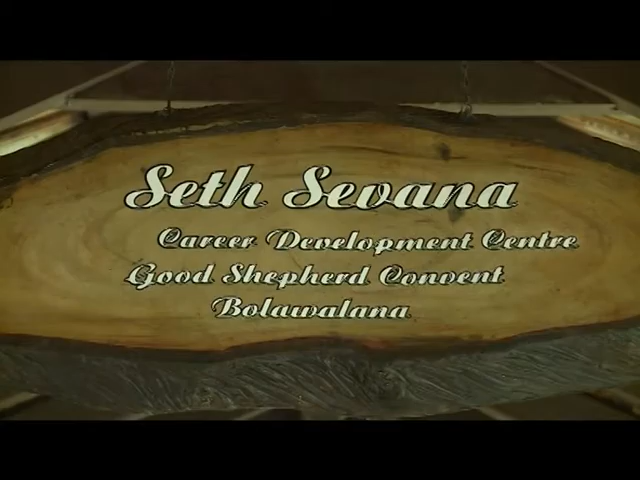 Seth Sevana
Career Development Centre
Good Shepherd Convent
Bolawalana